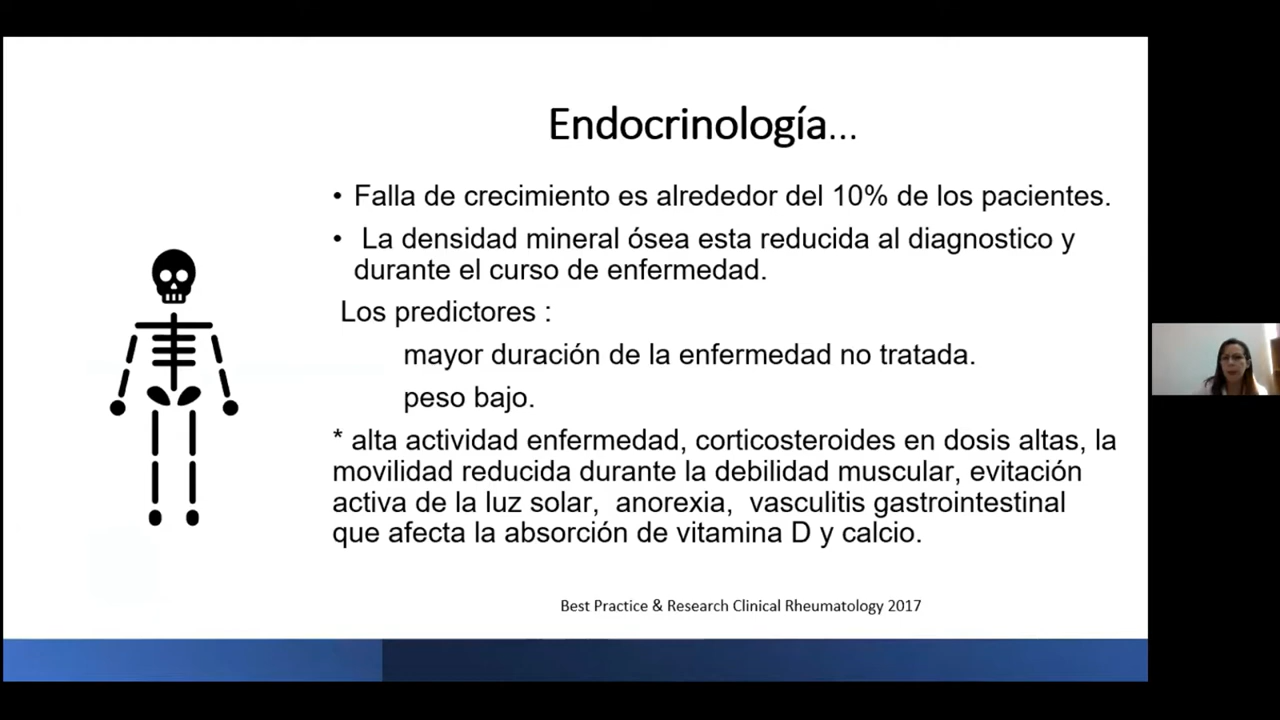 Endocrinología...
• Falla de crecimiento es alrededor del 10% de los pacientes.
• La densidad mineral ósea esta reducida al diagnostico y
durante el curso de enfermedad.
Los predictores :
mayor duración de la enfermedad no tratada.
peso bajo.
* alta actividad enfermedad, corticosteroides en dosis altas, la
movilidad reducida durante la debilidad muscular, evitación
activa de la luz solar, anorexia, vasculitis gastrointestinal
que afecta la absorción de vitamina D y calcio.
Best Practice & Research Clinical Rheumatology 2017